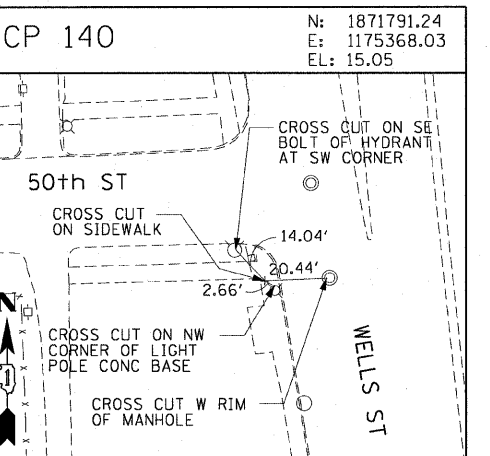 CP 140
N: 1871791.24
E: 1175368.03
EL: 15.05
CROSS CUT ON SE
BOLT OF HYDRANT
AT SW CORNER
50th ST
CROSS CUT
ON SIDEWALK
14.04'
20.44'
2.66'
N
CROSS CUT ON NW
CORNER OF LIGHT
POLE CONC BASE
WELLS ST
CROSS CUT W RIM
OF MANHOLE